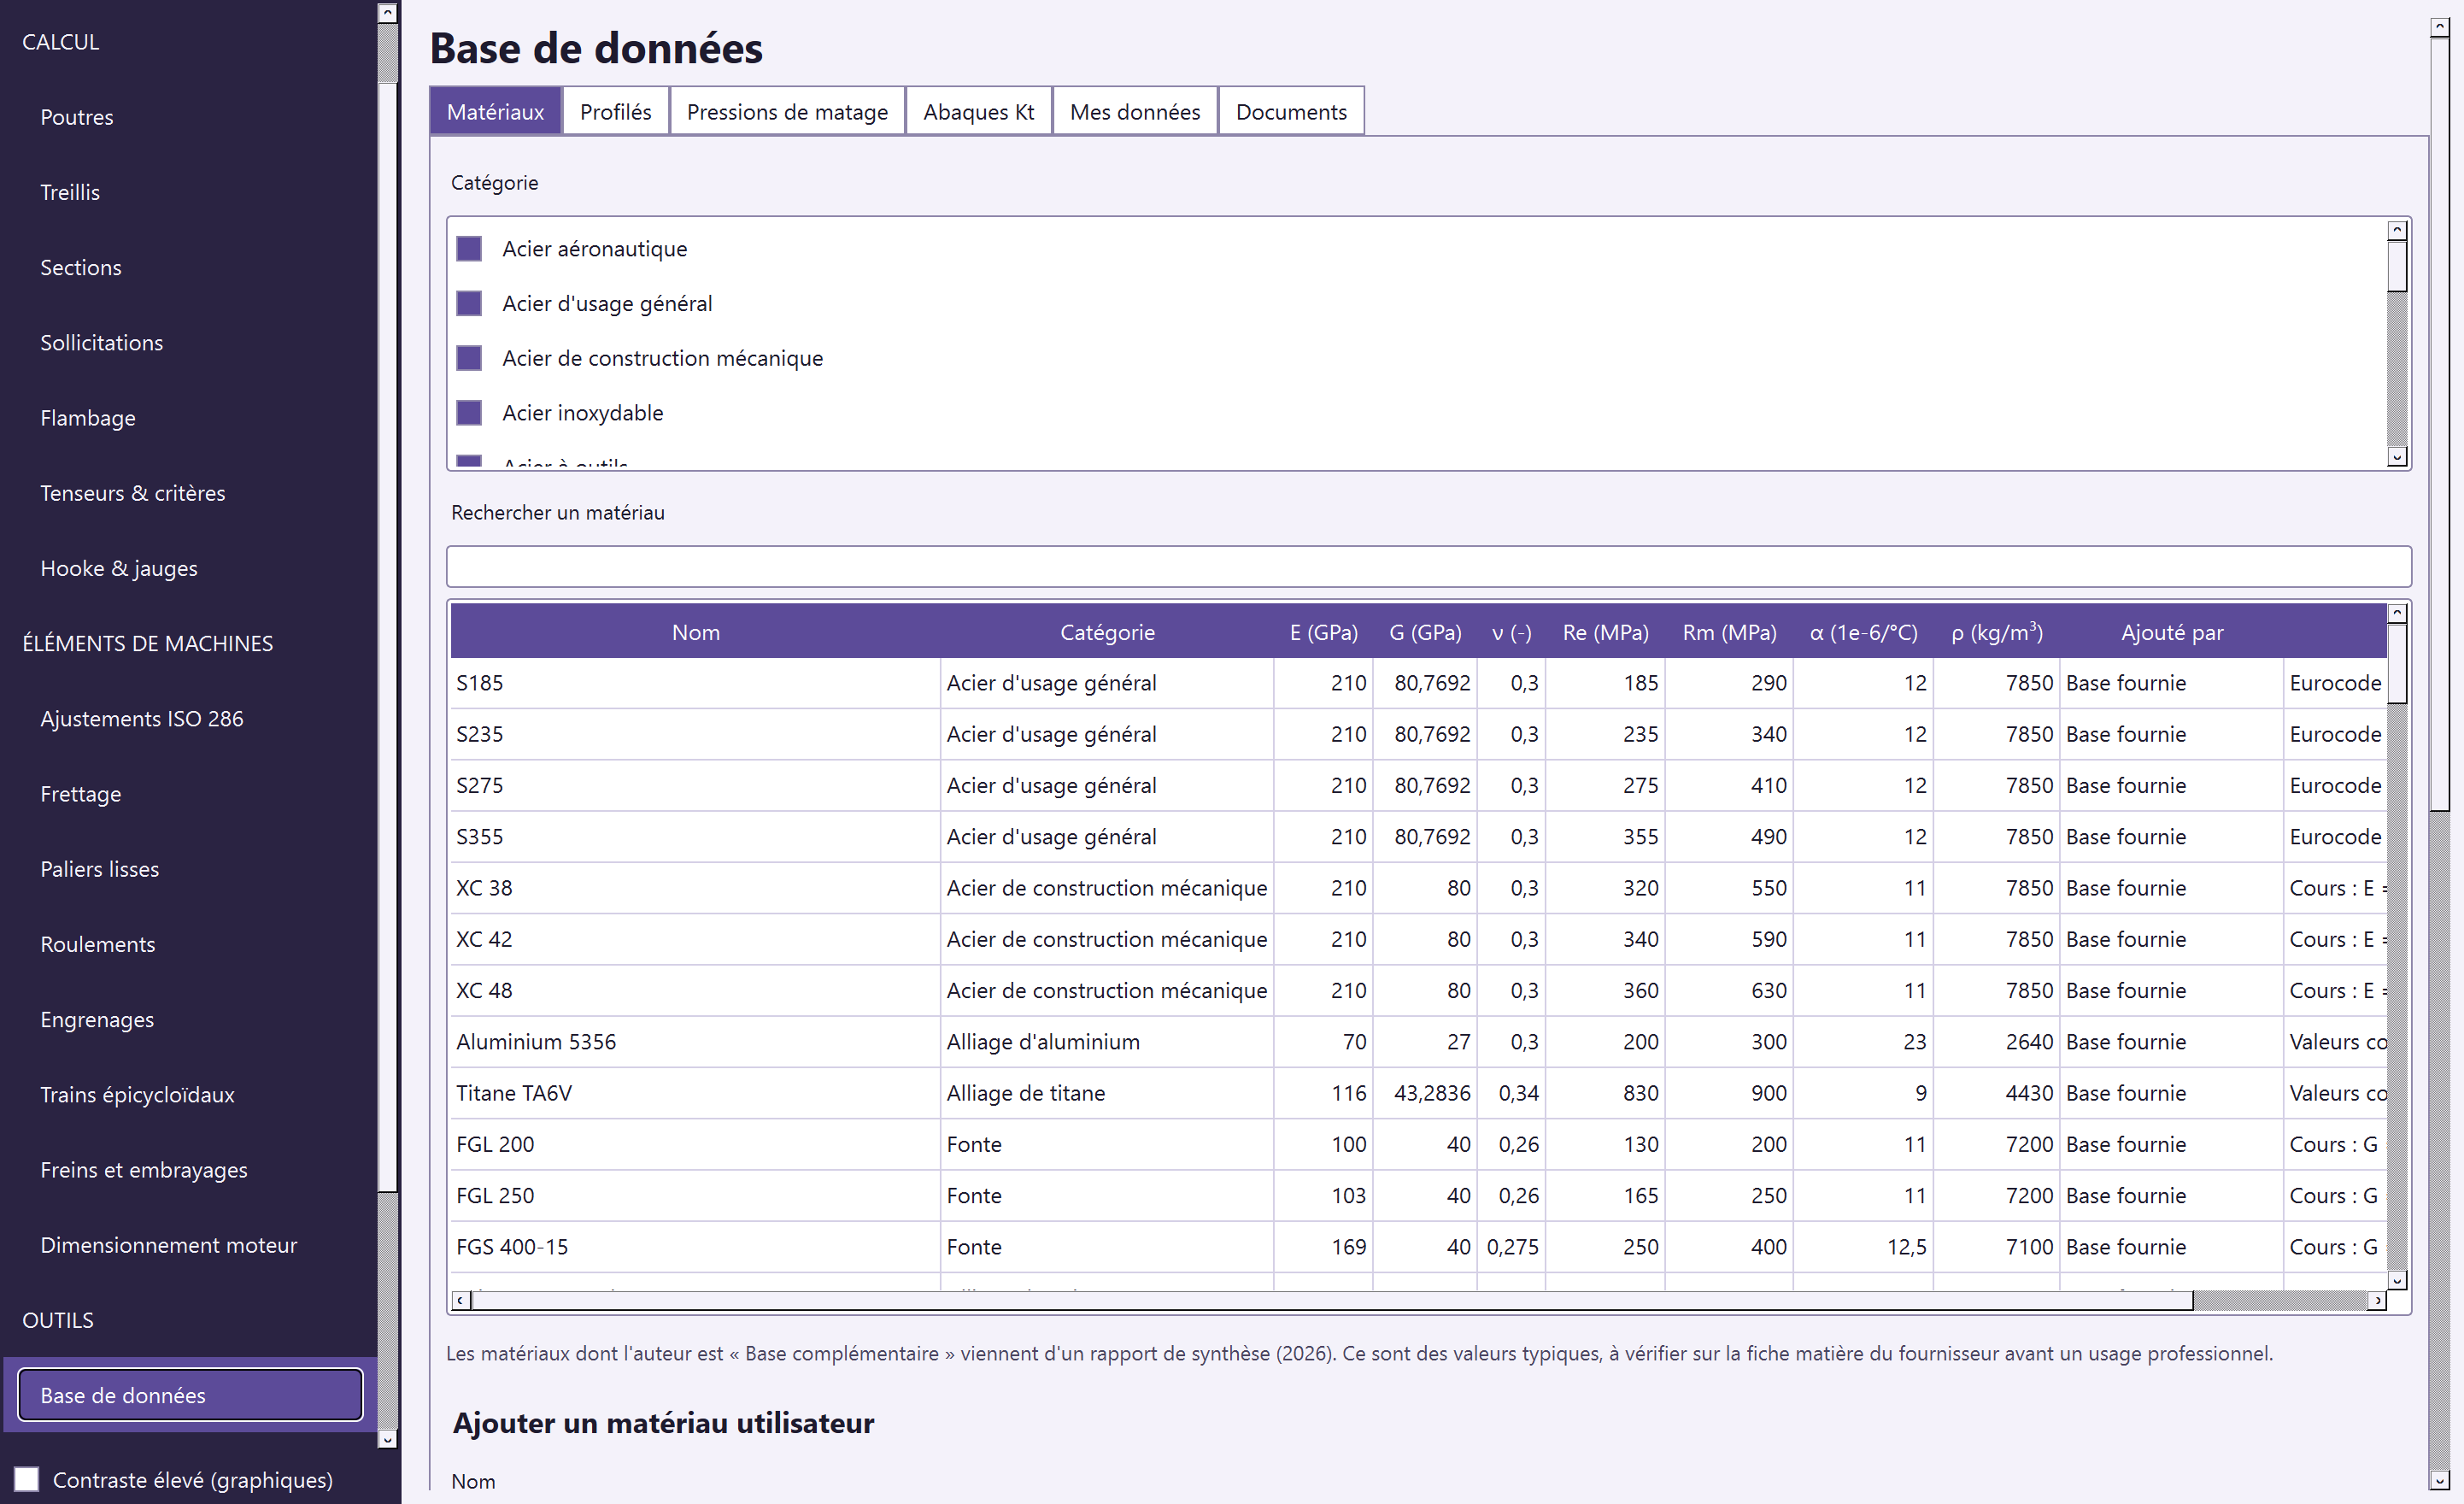 CALCUL
Poutres
Treillis
Sections
Sollicitations
Flambage
Tenseurs & critères
Hooke & jauges
ÉLÉMENTS DE MACHINES
Ajustements ISO 286
Frettage
Paliers lisses
Roulements
Engrenages
Trains épicycloïdaux
Freins et embrayages
Dimensionnement moteur
OUTILS
Base de données
Contraste élevé (graphiques)
Base de données
Matériaux Profilés Pressions de matage Abaques Kt Mes données Documents
Catégorie
Acier aéronautique
Acier d'usage général
Acier de construction mécanique
Acier inoxydable
Acier à outils
Rechercher un matériau
Nom Catégorie E (GPa) G (GPa) ν (-) Re (MPa) Rm (MPa) α (1e-6/°C) ρ (kg/m³) Ajouté par
S185 Acier d'usage général 210 80,7692 0,3 185 290 12 7850 Base fournie Eurocode
S235 Acier d'usage général 210 80,7692 0,3 235 340 12 7850 Base fournie Eurocode
S275 Acier d'usage général 210 80,7692 0,3 275 410 12 7850 Base fournie Eurocode
S355 Acier d'usage général 210 80,7692 0,3 355 490 12 7850 Base fournie Eurocode
XC 38 Acier de construction mécanique 210 80 0,3 320 550 11 7850 Base fournie Cours : E =
XC 42 Acier de construction mécanique 210 80 0,3 340 590 11 7850 Base fournie Cours : E =
XC 48 Acier de construction mécanique 210 80 0,3 360 630 11 7850 Base fournie Cours : E =
Aluminium 5356 Alliage d'aluminium 70 27 0,3 200 300 23 2640 Base fournie Valeurs co
Titane TA6V Alliage de titane 116 43,2836 0,34 830 900 9 4430 Base fournie Valeurs co
FGL 200 Fonte 100 40 0,26 130 200 11 7200 Base fournie Cours : G
FGL 250 Fonte 103 40 0,26 165 250 11 7200 Base fournie Cours : G
FGS 400-15 Fonte 169 40 0,275 250 400 12,5 7100 Base fournie Cours : G
Les matériaux dont l'auteur est « Base complémentaire » viennent d'un rapport de synthèse (2026). Ce sont des valeurs typiques, à vérifier sur la fiche matière du fournisseur avant un usage professionnel.
Ajouter un matériau utilisateur
Nom